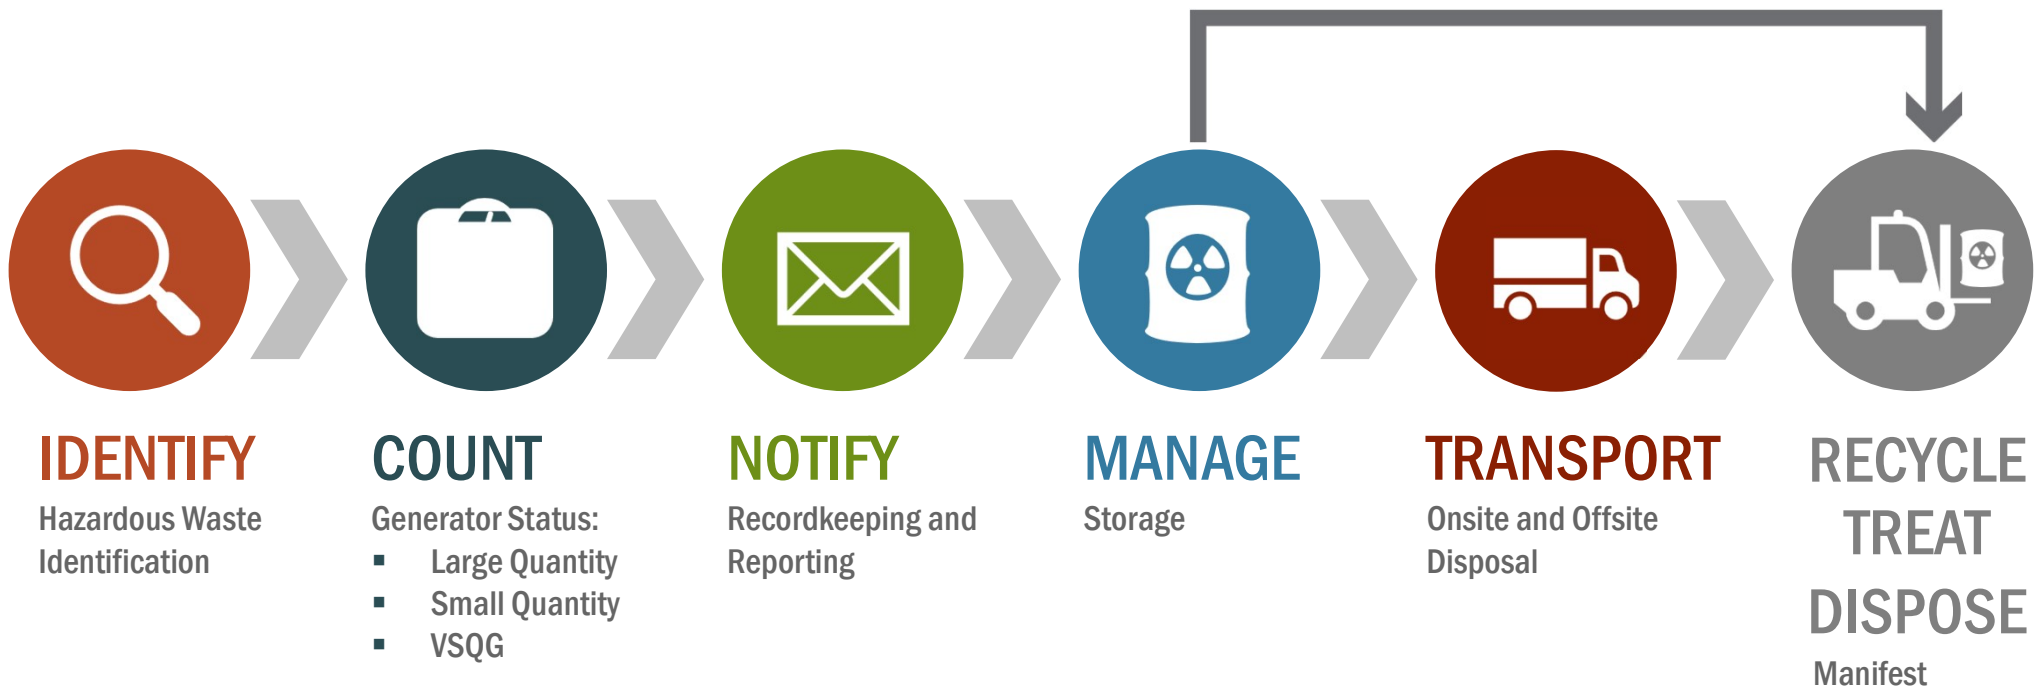 IDENTIFY
Hazardous Waste
Identification
COUNT
Generator Status:
▪ Large Quantity
▪ Small Quantity
▪ VSQG
NOTIFY
Recordkeeping and
Reporting
MANAGE
Storage
TRANSPORT
Onsite and Offsite
Disposal
RECYCLE
TREAT
DISPOSE
Manifest